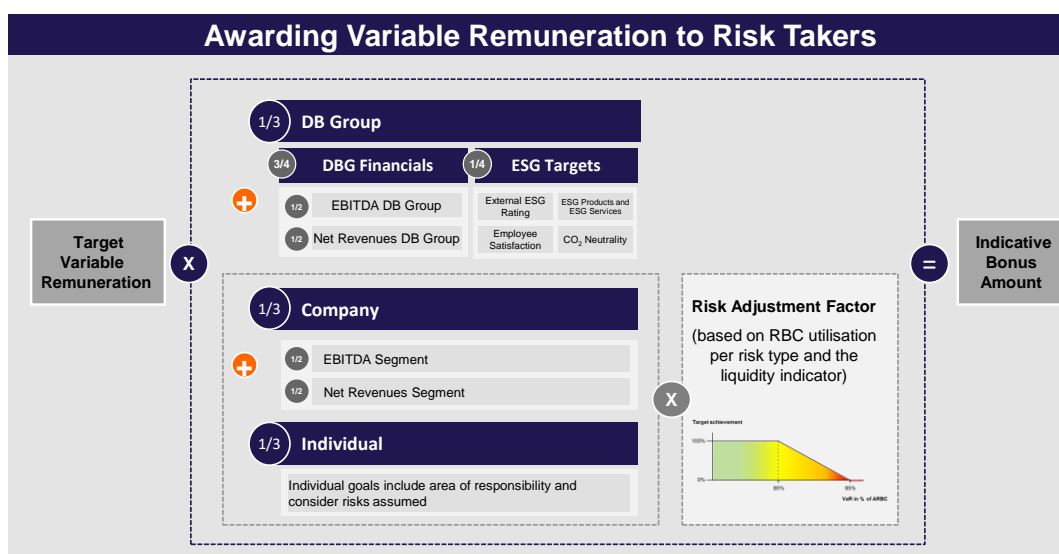 Awarding Variable Remuneration to Risk Takers
1/3 DB Group
3/4 DBG Financials
1/4 ESG Targets
1/2 EBITDA DB Group
1/2 Net Revenues DB Group
External ESG
Rating
ESG Products and
ESG Services
Employee
Satisfaction
CO₂ Neutrality
+
Target
Variable
Remuneration
X
=
Indicative
Bonus
Amount
1/3 Company
+
1/2 EBITDA Segment
1/2 Net Revenues Segment
1/3 Individual
Individual goals include area of responsibility and
consider risks assumed
X
Risk Adjustment Factor
(based on RBC utilisation
per risk type and the
liquidity indicator)
Target achievement
100%
0%
85%
95%
VaR in % of ARBC